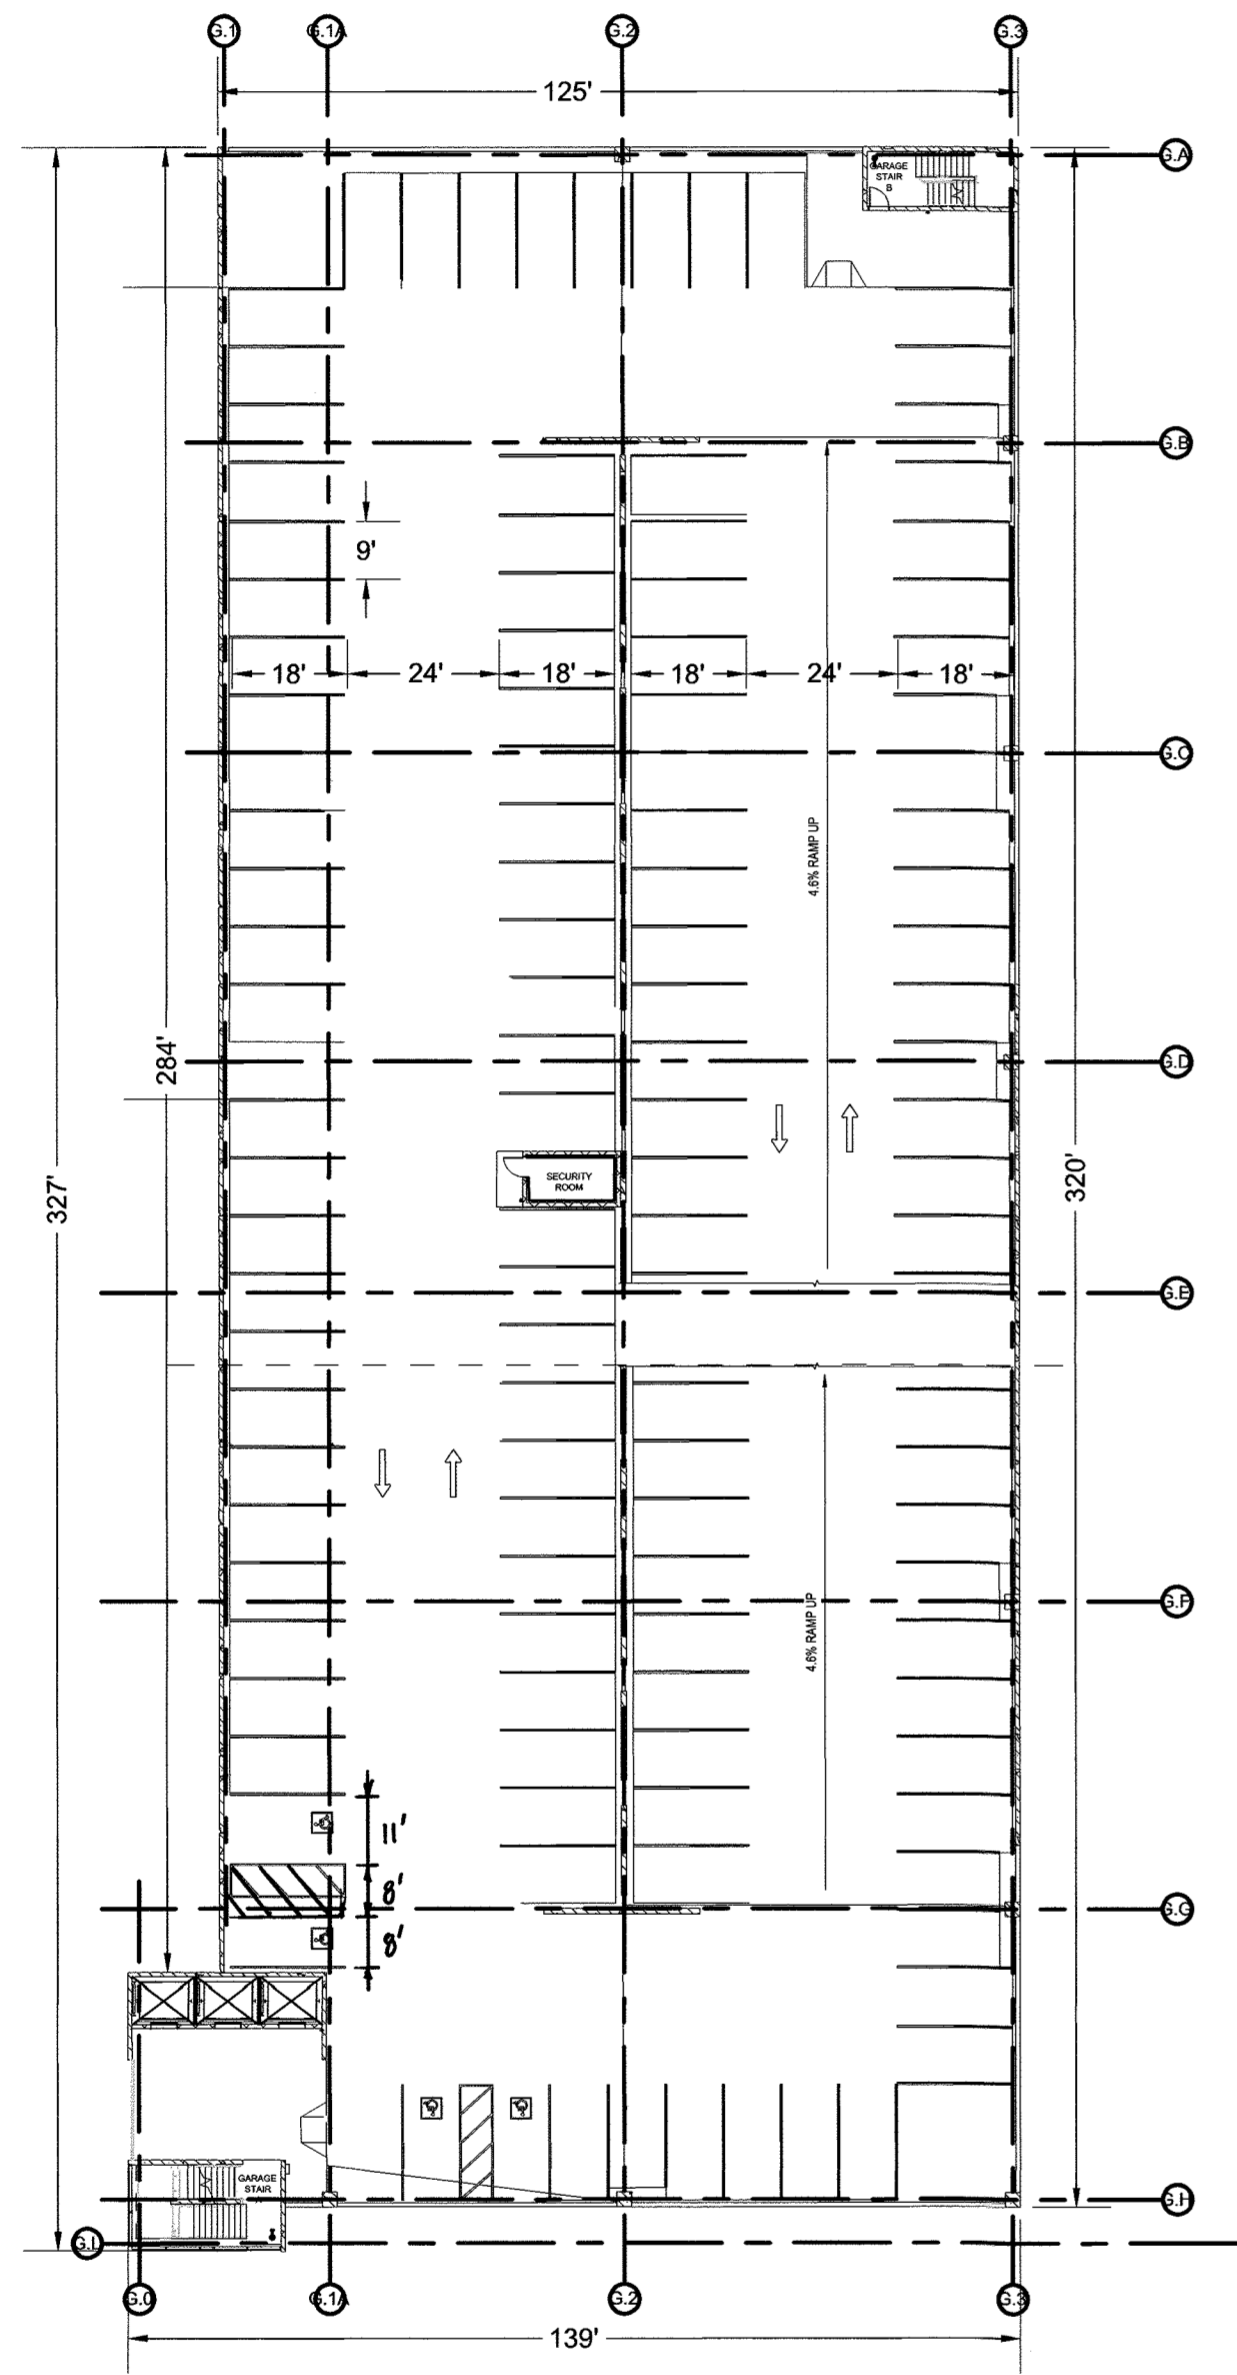 G.1 G.1A G.2 G.3
125'
G.A
GARAGE
STAIR
B
G.B
9'
18' 24' 18' 18' 24' 18'
G.C
4.6% RAMP UP
284'
G.D
327'
320'
SECURITY
ROOM
G.E
G.F
4.6% RAMP UP
11'
8'
G.G
8'
GARAGE
STAIR
G.H
G.I
G.0 G.1A G.2 G.3
139'